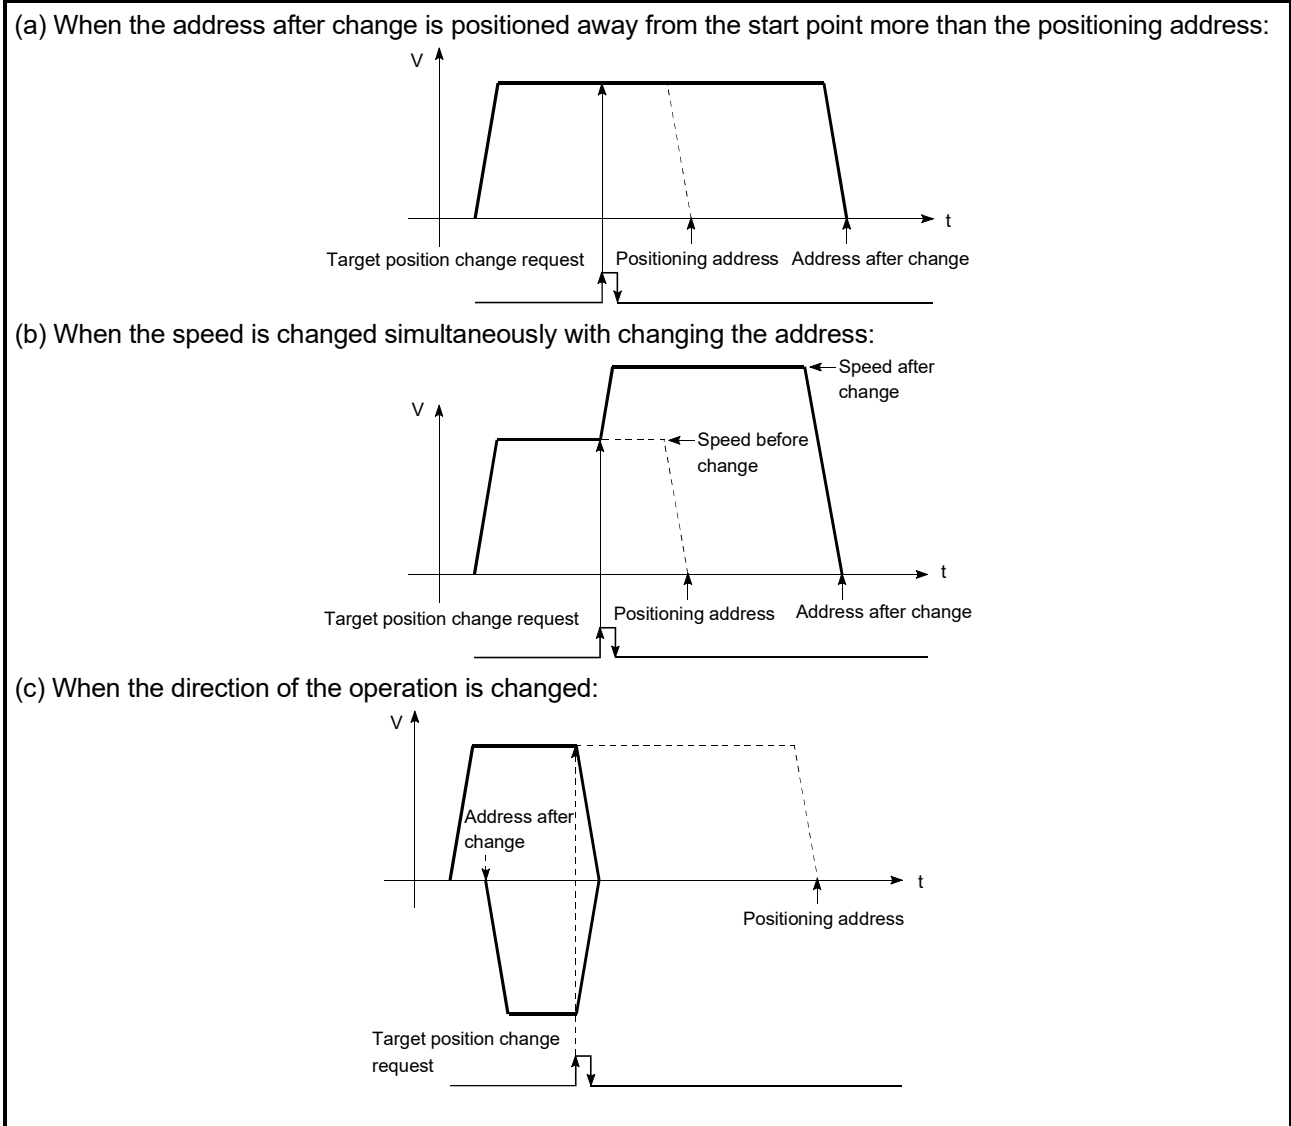 (a) When the address after change is positioned away from the start point more than the positioning address:
V
t
Target position change request
Positioning address
Address after change
(b) When the speed is changed simultaneously with changing the address:
Speed after
change
V
Speed before
change
t
Target position change request
Positioning address
Address after change
(c) When the direction of the operation is changed:
V
Address after
change
t
Positioning address
Target position change
request